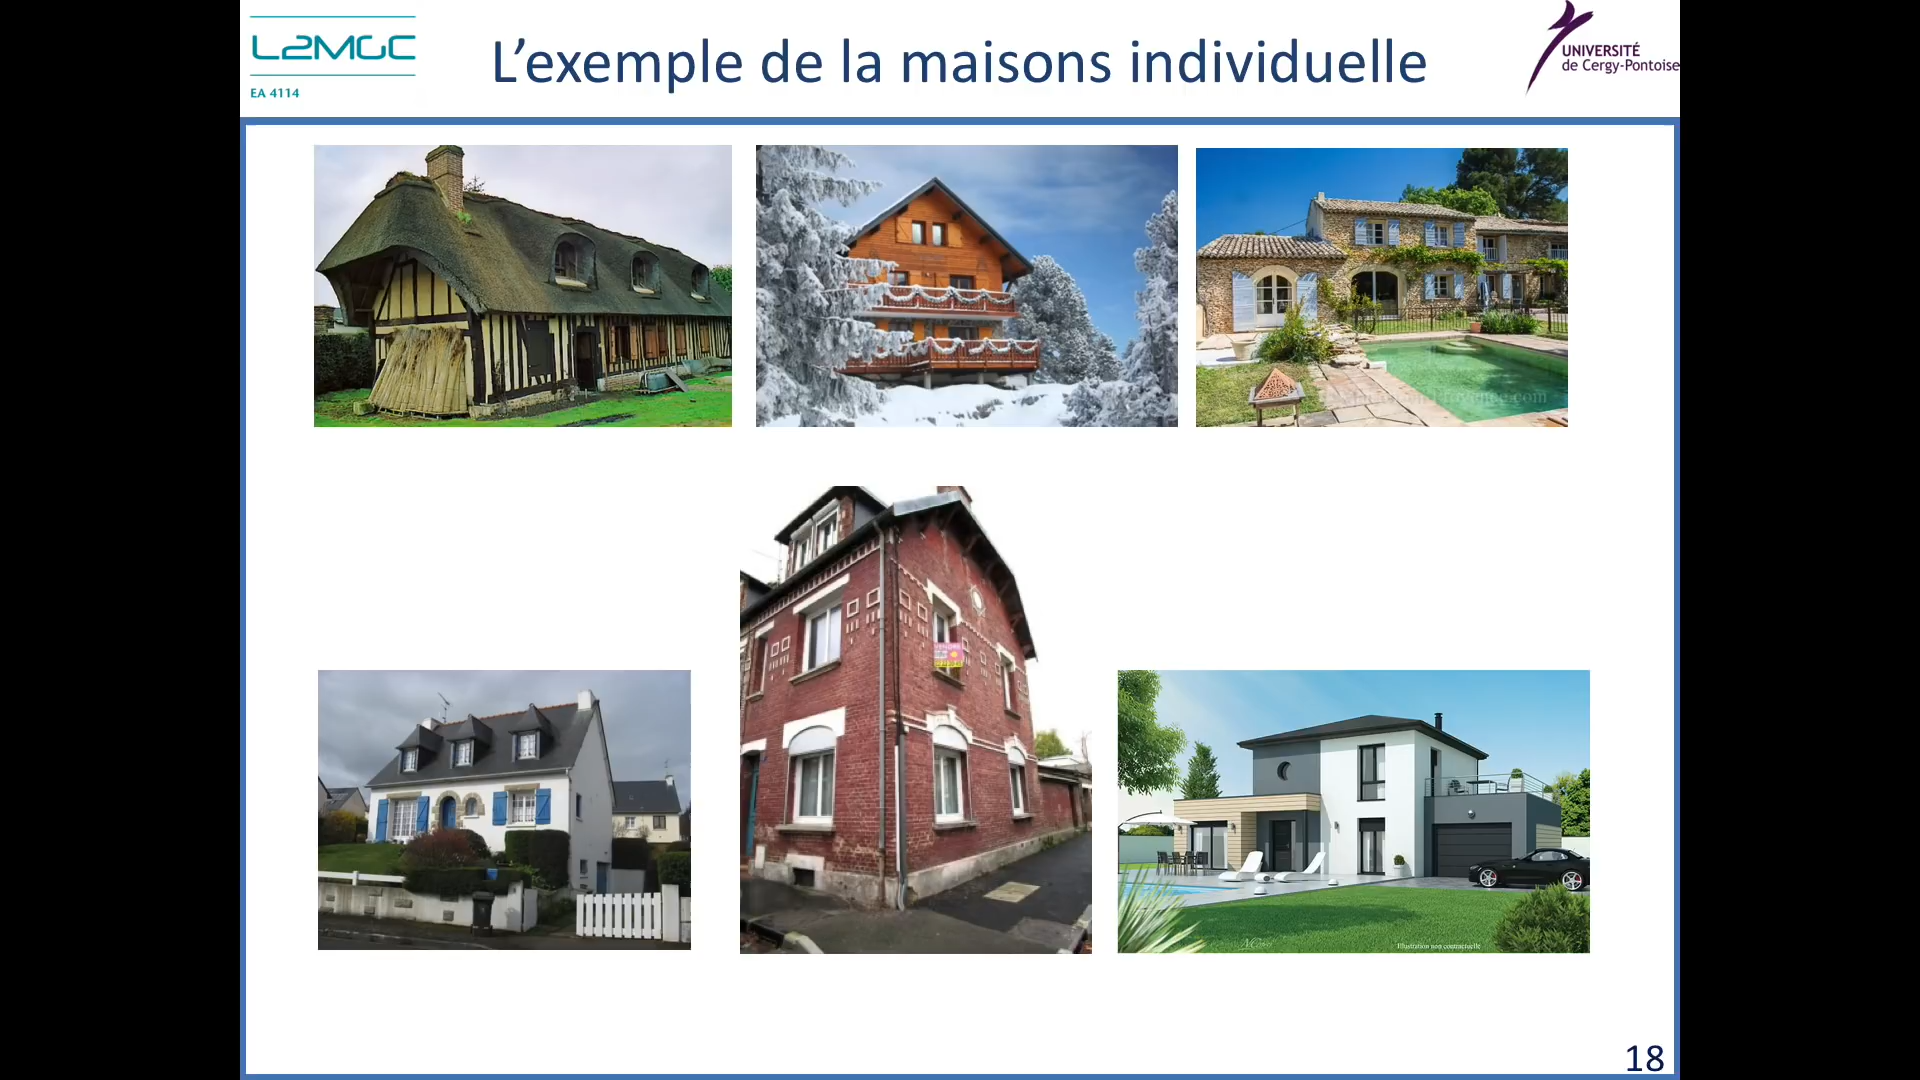 L2MGC
EA 4114
L'exemple de la maisons individuelle
UNIVERSITÉ
de Cergy-Pontoise
Illustration non contractuelle
18